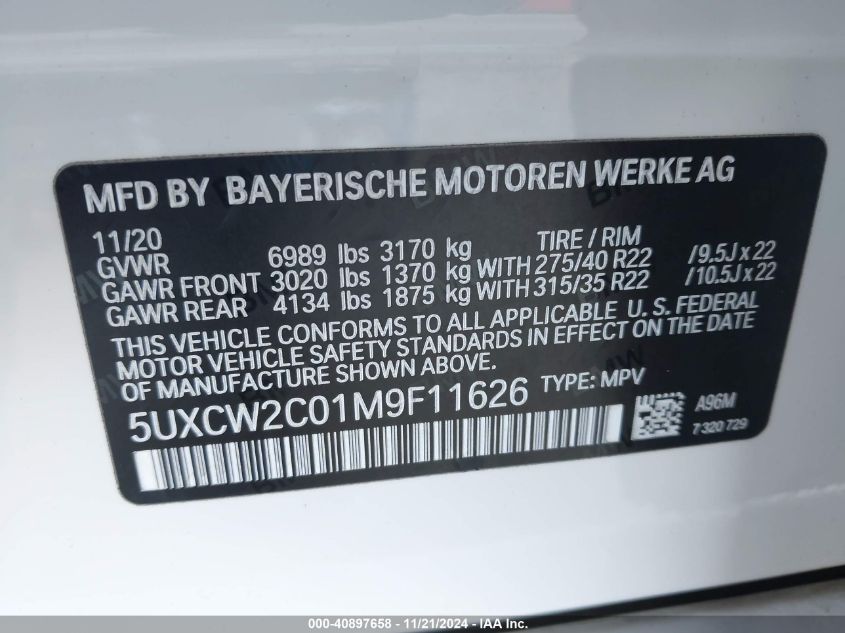 MFD BY BAYERISCHE MOTOREN WERKE AG
11/20 TIRE / RIM
GVWR 6989 lbs 3170 kg
GAWR FRONT 3020 lbs 1370 kg WITH 275/40 R22 /9.5J x 22
GAWR REAR 4134 lbs 1875 kg WITH 315/35 R22 /10.5J x 22
THIS VEHICLE CONFORMS TO ALL APPLICABLE U. S. FEDERAL
MOTOR VEHICLE SAFETY STANDARDS IN EFFECT ON THE DATE
OF MANUFACTURE SHOWN ABOVE.
5UXCW2C01M9F11626 TYPE: MPV
A96M
7 320 729
000-40897658 - 11/21/2024 - IAA Inc.